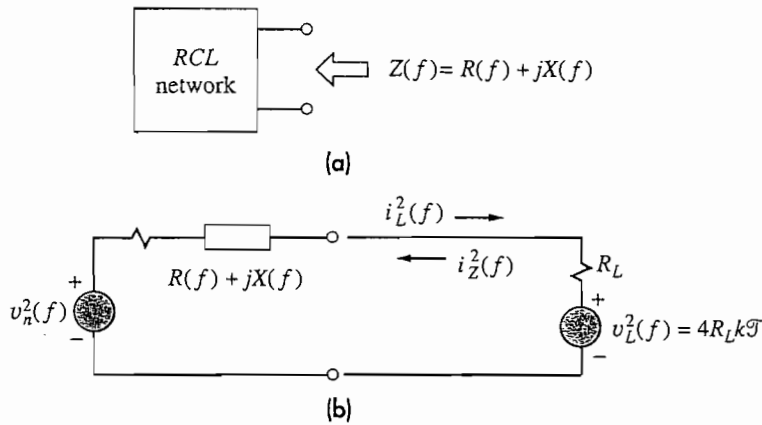 RCL
network
Z(f) = R(f) + jX(f)
(a)
i_L^2(f)
i_Z^2(f)
R(f) + jX(f)
R_L
+
v_n^2(f)
−
+
v_L^2(f) = 4R_L k𝒯
−
(b)